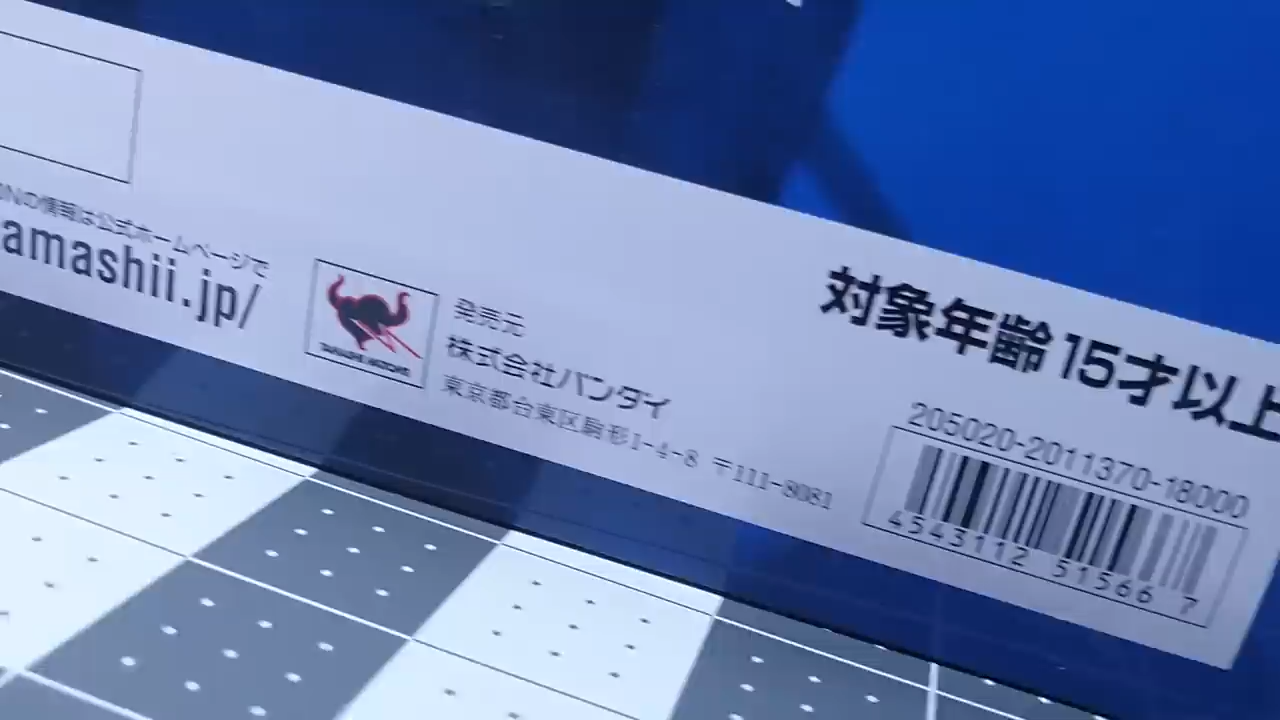 Nの情報は公式ホームページで
amashii.jp/
TAMASHII NATIONS
発売元
株式会社バンダイ
東京都台東区駒形1-4-8 〒111-8081
対象年齢15才以上
205020-2011370-18000
4543112 51566 7